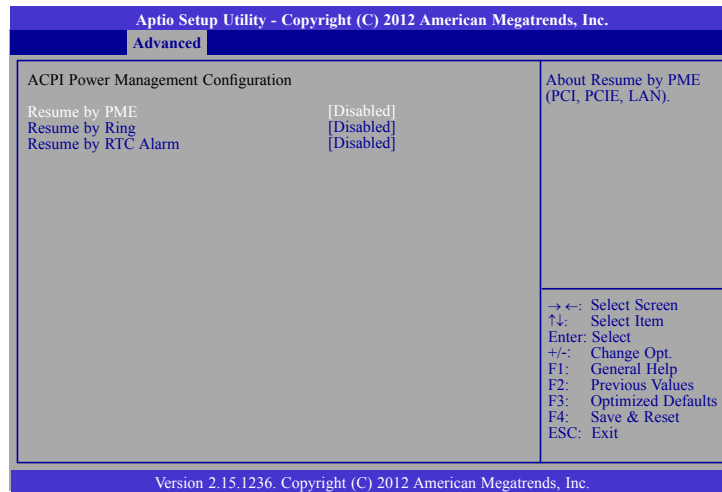 Aptio Setup Utility - Copyright (C) 2012 American Megatrends, Inc.
Advanced
ACPI Power Management Configuration
Resume by PME [Disabled]
Resume by Ring [Disabled]
Resume by RTC Alarm [Disabled]
About Resume by PME
(PCI, PCIE, LAN).
→←: Select Screen
↑↓: Select Item
Enter: Select
+/-: Change Opt.
F1: General Help
F2: Previous Values
F3: Optimized Defaults
F4: Save & Reset
ESC: Exit
Version 2.15.1236. Copyright (C) 2012 American Megatrends, Inc.